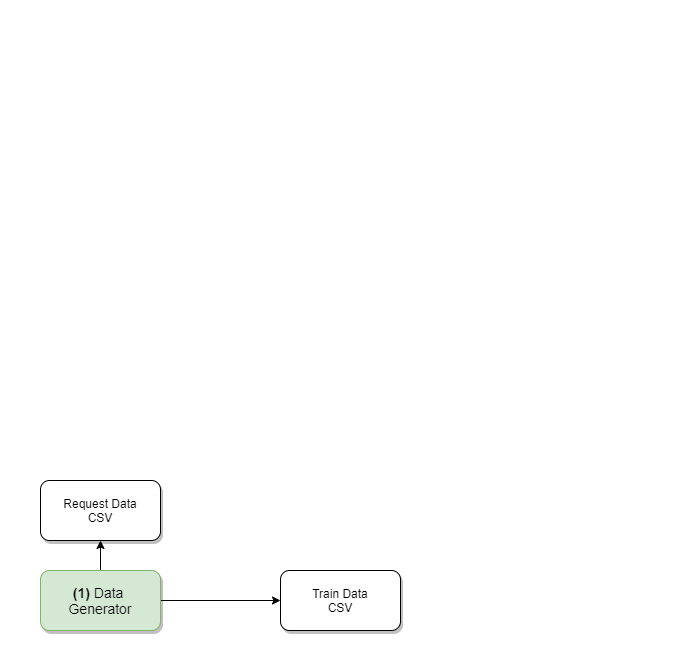 Request Data
CSV
(1) Data
Generator
Train Data
CSV